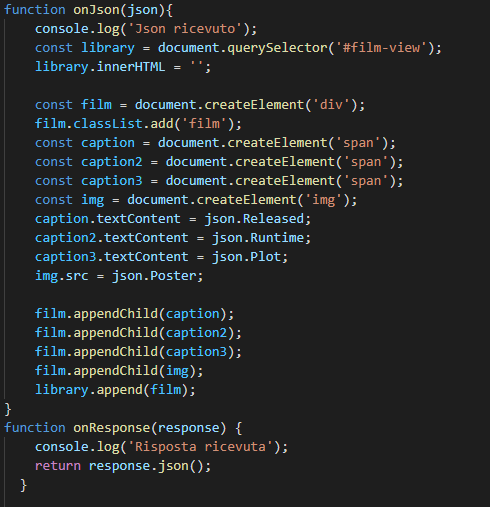 function onJson(json){
    console.log('Json ricevuto');
    const library = document.querySelector('#film-view');
    library.innerHTML = '';

    const film = document.createElement('div');
    film.classList.add('film');
    const caption = document.createElement('span');
    const caption2 = document.createElement('span');
    const caption3 = document.createElement('span');
    const img = document.createElement('img');
    caption.textContent = json.Released;
    caption2.textContent = json.Runtime;
    caption3.textContent = json.Plot;
    img.src = json.Poster;

    film.appendChild(caption);
    film.appendChild(caption2);
    film.appendChild(caption3);
    film.appendChild(img);
    library.append(film);
}
function onResponse(response) {
    console.log('Risposta ricevuta');
    return response.json();
  }